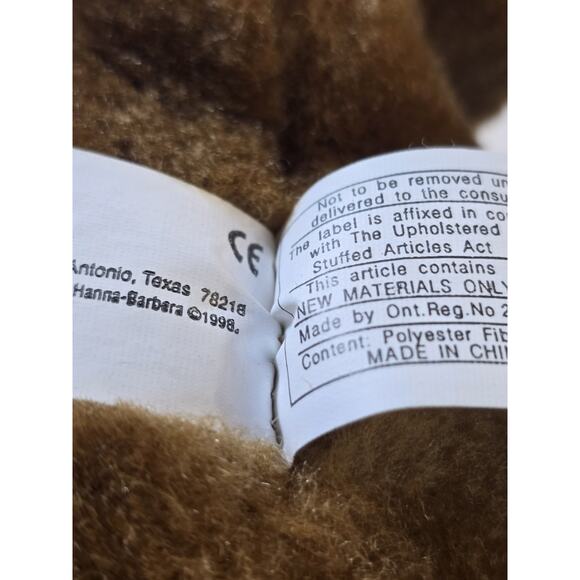 CE
Antonio, Texas 78218
Hanna-Barbera ©1998.
Not to be removed un
delivered to the consu
The label is affixed in co
with The Upholstered
Stuffed Articles Act
This article contains
NEW MATERIALS ONLY
Made by Ont.Reg.No 2
Content: Polyester Fib
MADE IN CHI